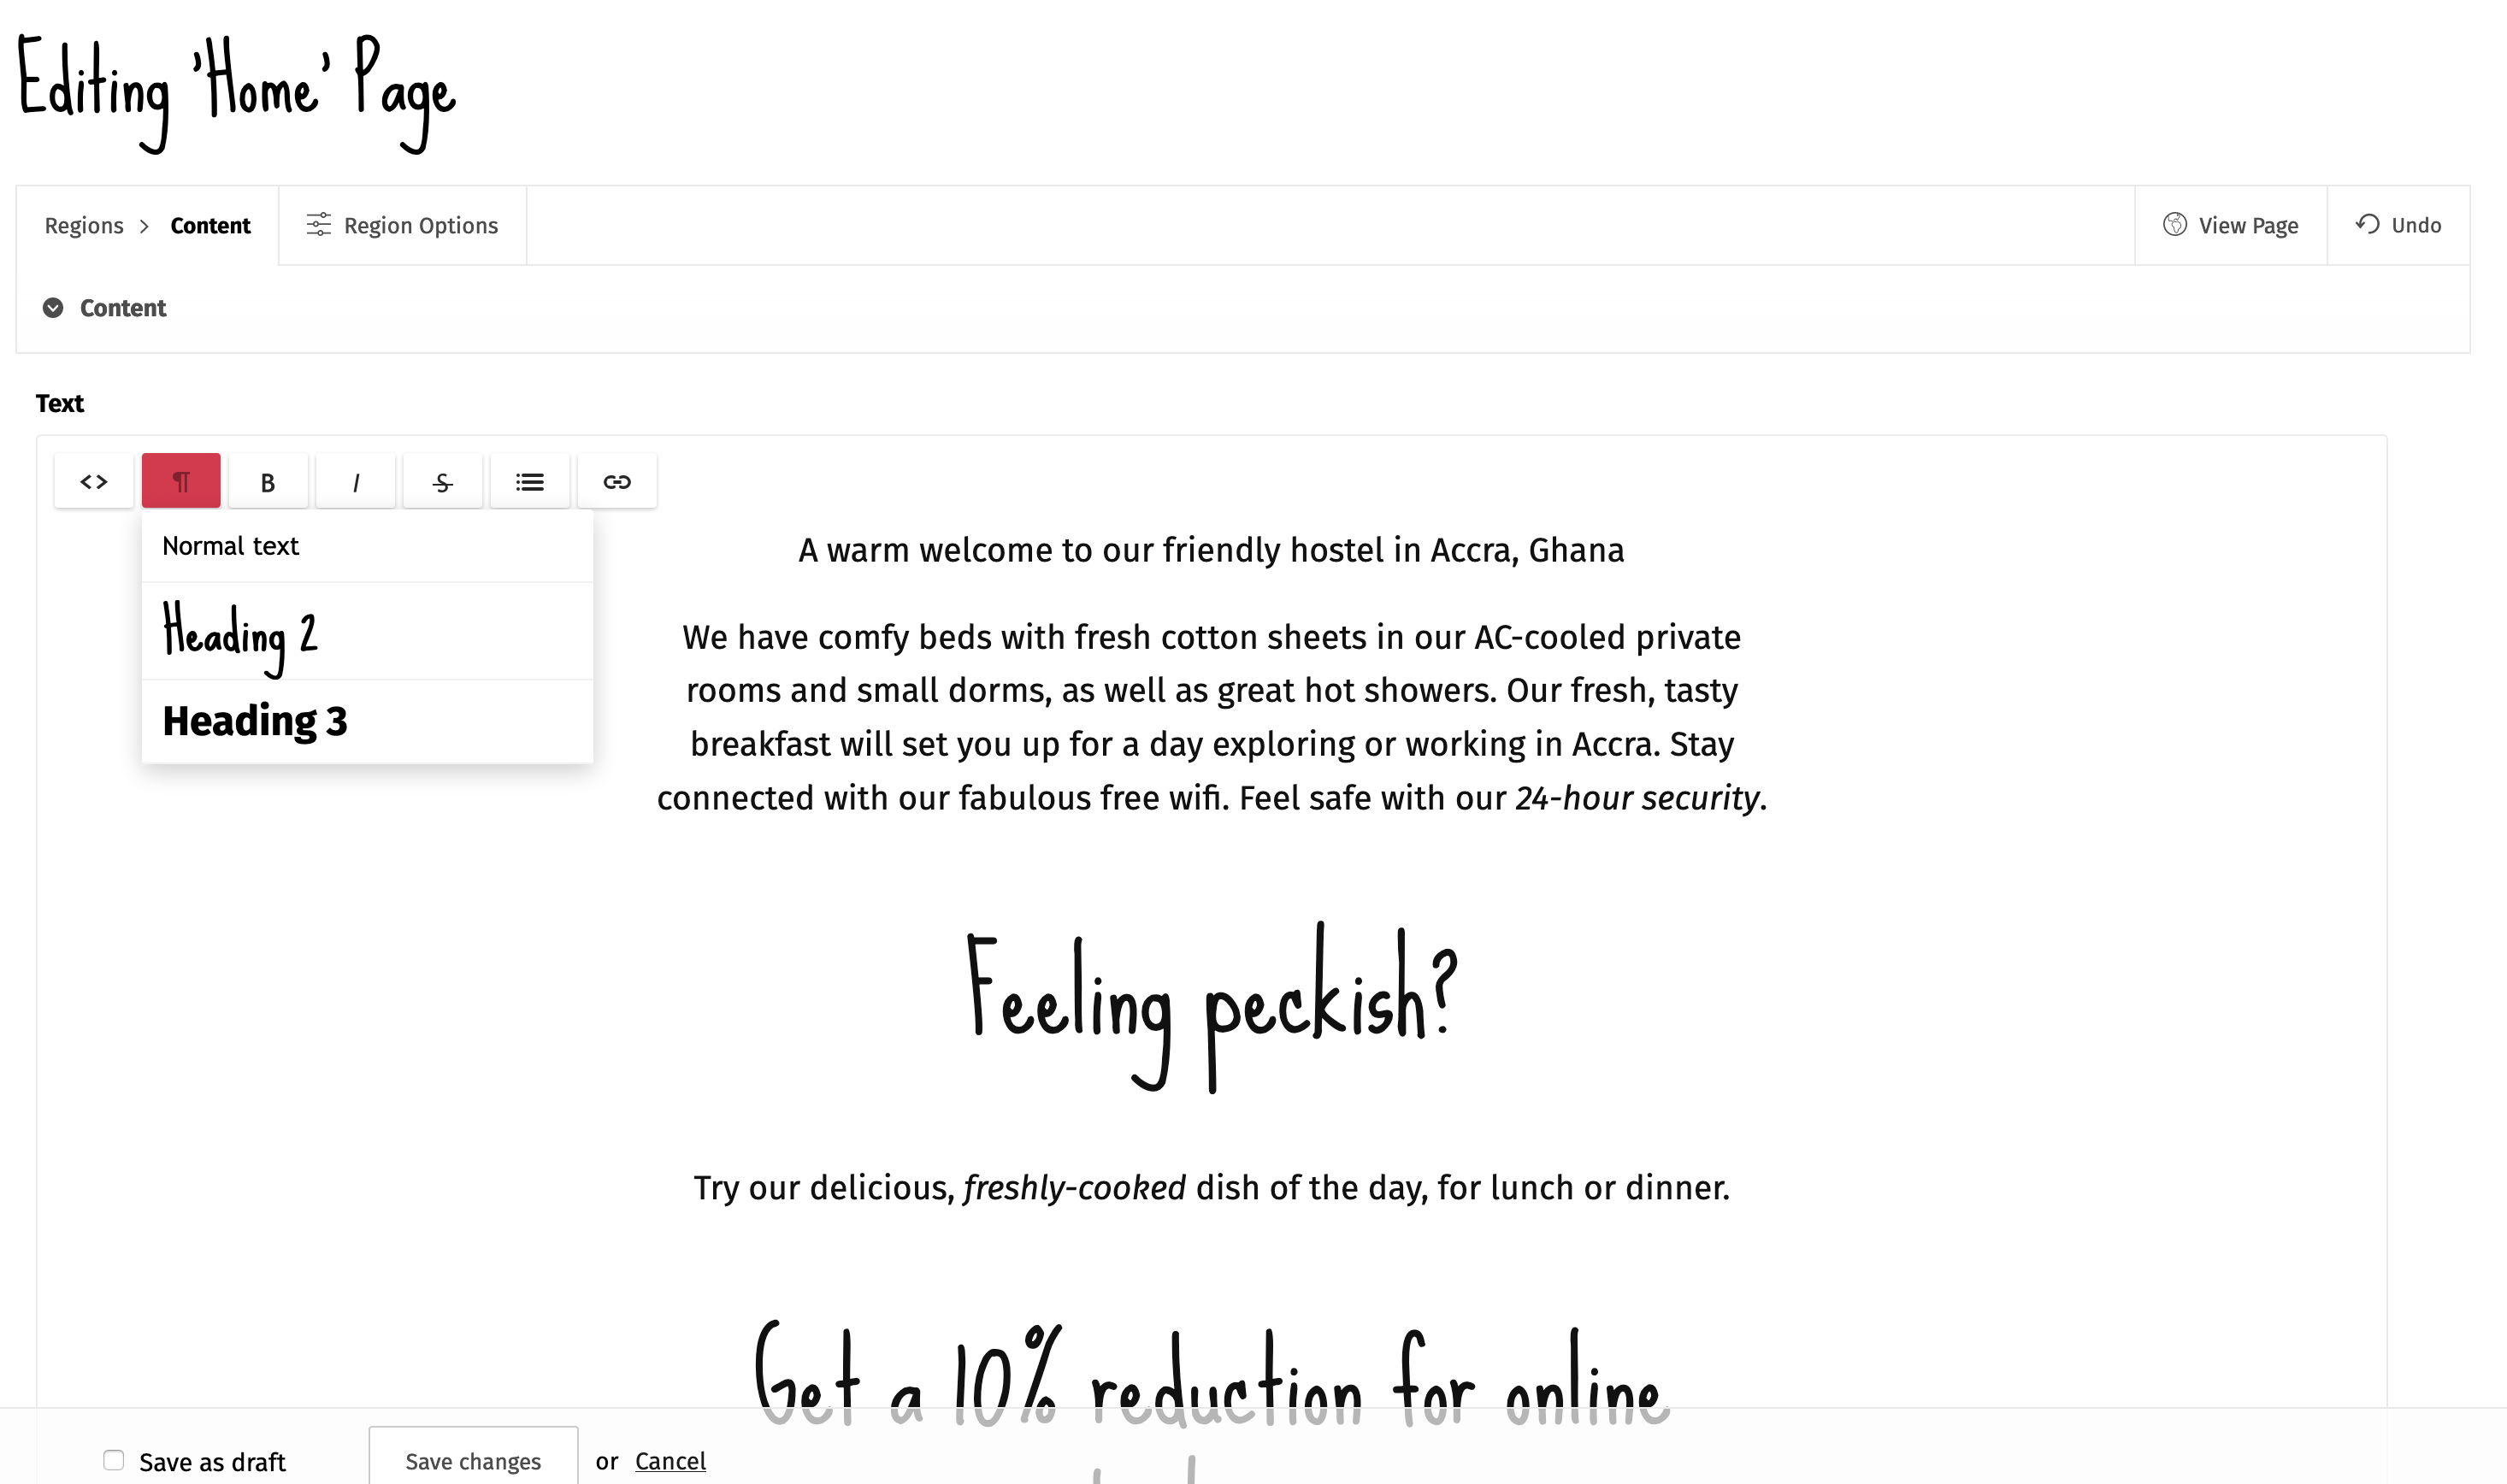 Editing 'Home' Page
Regions > Content
Region Options
View Page
Undo
Content
Text
<> ¶ B I S
Normal text
Heading 2
Heading 3
A warm welcome to our friendly hostel in Accra, Ghana
We have comfy beds with fresh cotton sheets in our AC-cooled private
rooms and small dorms, as well as great hot showers. Our fresh, tasty
breakfast will set you up for a day exploring or working in Accra. Stay
connected with our fabulous free wifi. Feel safe with our 24-hour security.
Feeling peckish?
Try our delicious, freshly-cooked dish of the day, for lunch or dinner.
Get a 10% reduction for online
Save as draft
Save changes
or Cancel